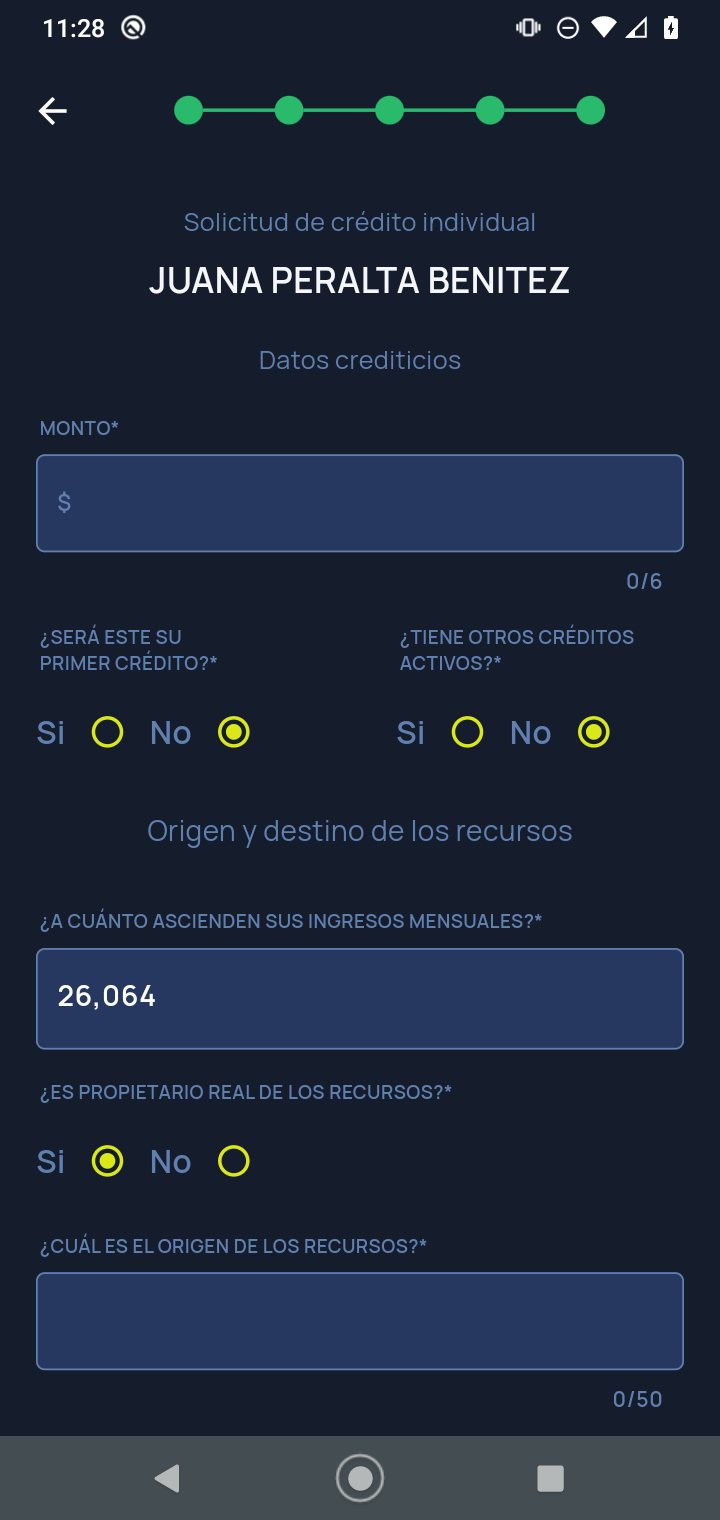 11:28
Solicitud de crédito individual
JUANA PERALTA BENITEZ
Datos crediticios
MONTO*
$
0/6
¿SERÁ ESTE SU
PRIMER CRÉDITO?*
Si No
¿TIENE OTROS CRÉDITOS
ACTIVOS?*
Si No
Origen y destino de los recursos
¿A CUÁNTO ASCIENDEN SUS INGRESOS MENSUALES?*
26,064
¿ES PROPIETARIO REAL DE LOS RECURSOS?*
Si No
¿CUÁL ES EL ORIGEN DE LOS RECURSOS?*
0/50